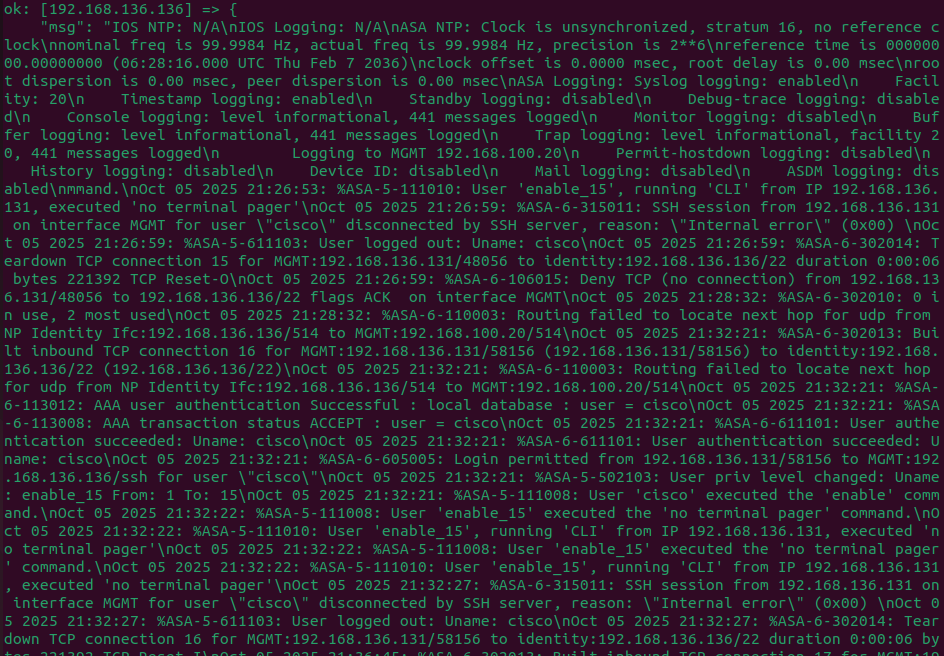 ok: [192.168.136.136] => {
    "msg": "IOS NTP: N/A\nIOS Logging: N/A\nASA NTP: Clock is unsynchronized, stratum 16, no reference c
lock\nnominal freq is 99.9984 Hz, actual freq is 99.9984 Hz, precision is 2**6\nreference time is 000000
00.00000000 (06:28:16.000 UTC Thu Feb 7 2036)\nclock offset is 0.0000 msec, root delay is 0.00 msec\nroo
t dispersion is 0.00 msec, peer dispersion is 0.00 msec\nASA Logging: Syslog logging: enabled\n    Facil
ity: 20\n    Timestamp logging: enabled\n    Standby logging: disabled\n    Debug-trace logging: disable
d\n    Console logging: level informational, 441 messages logged\n    Monitor logging: disabled\n    Buf
fer logging: level informational, 441 messages logged\n    Trap logging: level informational, facility 2
0, 441 messages logged\n        Logging to MGMT 192.168.100.20\n    Permit-hostdown logging: disabled\n
   History logging: disabled\n    Device ID: disabled\n    Mail logging: disabled\n    ASDM logging: dis
abled\nmmand.\nOct 05 2025 21:26:53: %ASA-5-111010: User 'enable_15', running 'CLI' from IP 192.168.136.
131, executed 'no terminal pager'\nOct 05 2025 21:26:59: %ASA-6-315011: SSH session from 192.168.136.131
 on interface MGMT for user \"cisco\" disconnected by SSH server, reason: \"Internal error\" (0x00) \nOc
t 05 2025 21:26:59: %ASA-5-611103: User logged out: Uname: cisco\nOct 05 2025 21:26:59: %ASA-6-302014: T
eardown TCP connection 15 for MGMT:192.168.136.131/48056 to identity:192.168.136.136/22 duration 0:00:06
 bytes 221392 TCP Reset-O\nOct 05 2025 21:26:59: %ASA-6-106015: Deny TCP (no connection) from 192.168.13
6.131/48056 to 192.168.136.136/22 flags ACK  on interface MGMT\nOct 05 2025 21:28:32: %ASA-6-302010: 0 i
n use, 2 most used\nOct 05 2025 21:28:32: %ASA-6-110003: Routing failed to locate next hop for udp from 
NP Identity Ifc:192.168.136.136/514 to MGMT:192.168.100.20/514\nOct 05 2025 21:32:21: %ASA-6-302013: Bui
lt inbound TCP connection 16 for MGMT:192.168.136.131/58156 (192.168.136.131/58156) to identity:192.168.
136.136/22 (192.168.136.136/22)\nOct 05 2025 21:32:21: %ASA-6-110003: Routing failed to locate next hop 
for udp from NP Identity Ifc:192.168.136.136/514 to MGMT:192.168.100.20/514\nOct 05 2025 21:32:21: %ASA-
6-113012: AAA user authentication Successful : local database : user = cisco\nOct 05 2025 21:32:21: %ASA
-6-113008: AAA transaction status ACCEPT : user = cisco\nOct 05 2025 21:32:21: %ASA-6-611101: User authe
ntication succeeded: Uname: cisco\nOct 05 2025 21:32:21: %ASA-6-611101: User authentication succeeded: U
name: cisco\nOct 05 2025 21:32:21: %ASA-6-605005: Login permitted from 192.168.136.131/58156 to MGMT:192
.168.136.136/ssh for user \"cisco\"\nOct 05 2025 21:32:21: %ASA-5-502103: User priv level changed: Uname
: enable_15 From: 1 To: 15\nOct 05 2025 21:32:21: %ASA-5-111008: User 'cisco' executed the 'enable' comm
and.\nOct 05 2025 21:32:22: %ASA-5-111008: User 'enable_15' executed the 'no terminal pager' command.\nO
ct 05 2025 21:32:22: %ASA-5-111010: User 'enable_15', running 'CLI' from IP 192.168.136.131, executed 'n
o terminal pager'\nOct 05 2025 21:32:22: %ASA-5-111008: User 'enable_15' executed the 'no terminal pager
' command.\nOct 05 2025 21:32:22: %ASA-5-111010: User 'enable_15', running 'CLI' from IP 192.168.136.131
, executed 'no terminal pager'\nOct 05 2025 21:32:27: %ASA-6-315011: SSH session from 192.168.136.131 on
 interface MGMT for user \"cisco\" disconnected by SSH server, reason: \"Internal error\" (0x00) \nOct 0
5 2025 21:32:27: %ASA-5-611103: User logged out: Uname: cisco\nOct 05 2025 21:32:27: %ASA-6-302014: Tear
down TCP connection 16 for MGMT:192.168.136.131/58156 to identity:192.168.136.136/22 duration 0:00:06 by